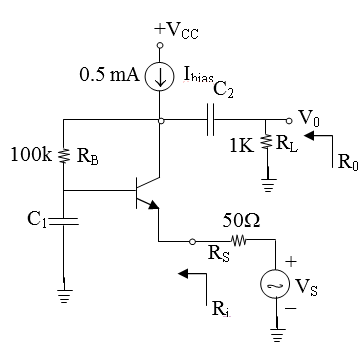 +VCC
0.5 mA Ibias
C2
V0
100k RB
1K RL
R0
C1
50Ω
RS
+
VS
Ri
−